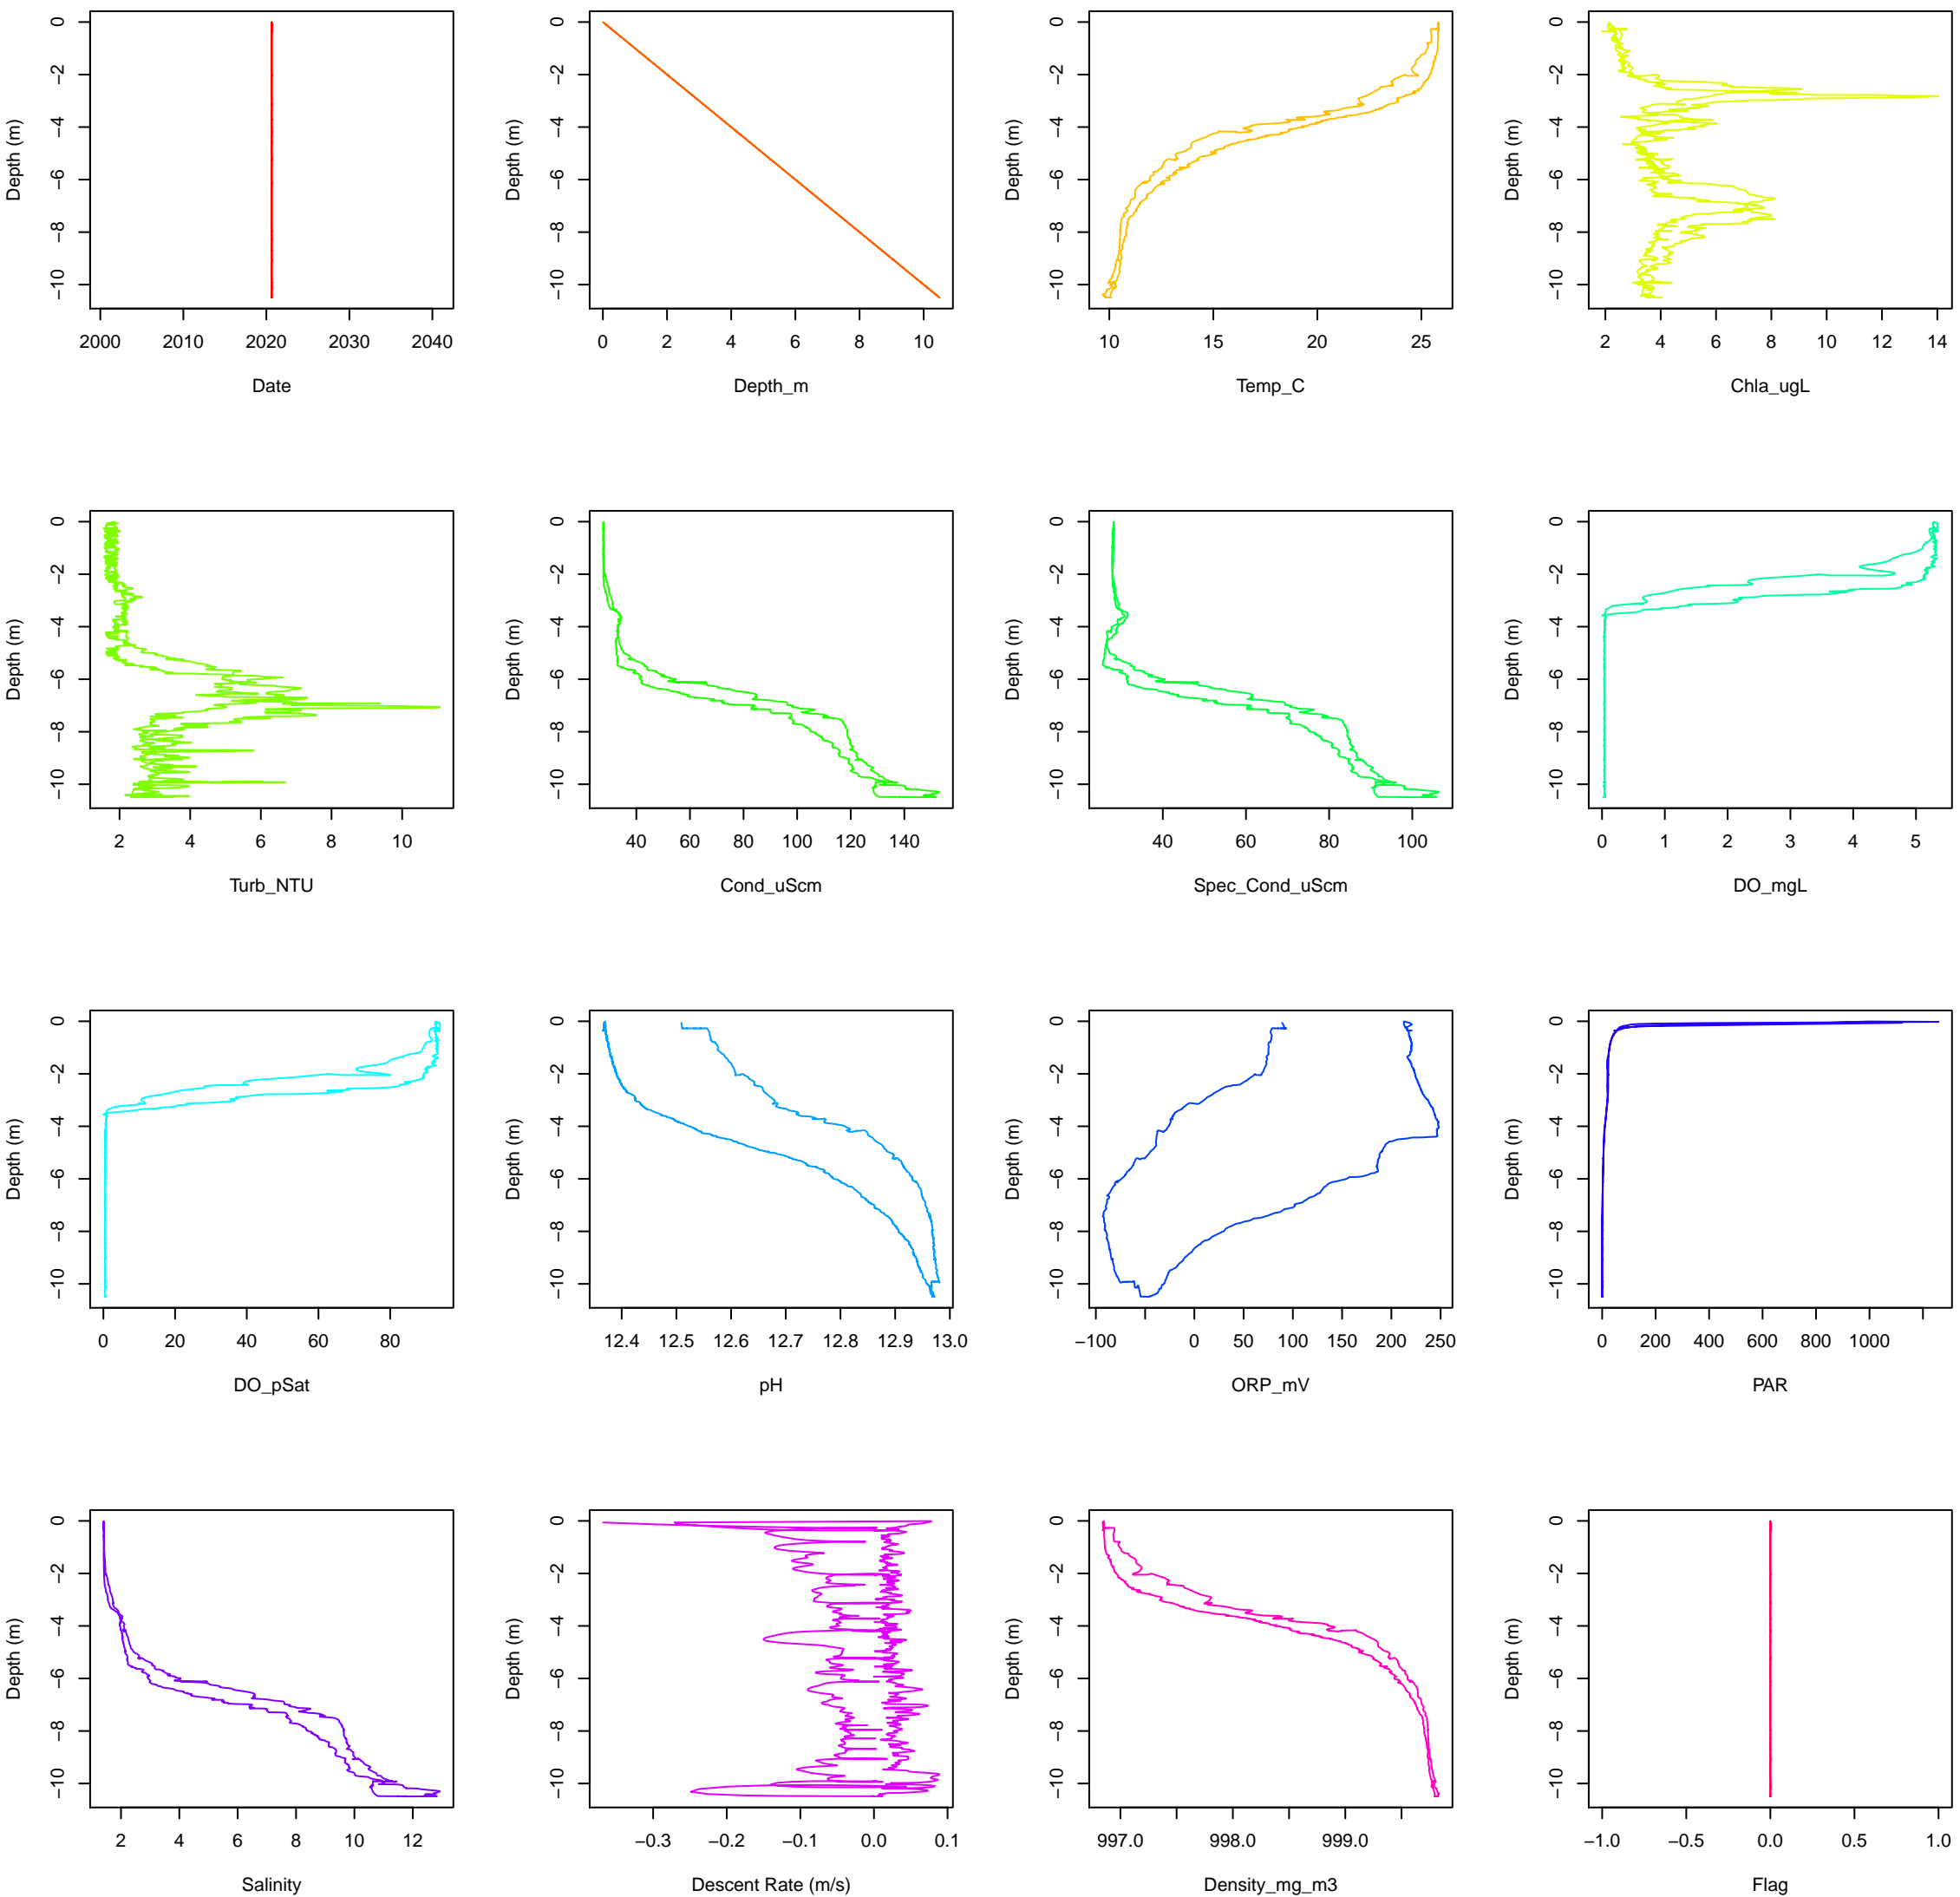 0 −2 −4 −6 −8 −10 Depth (m)
2000 2010 2020 2030 2040
Date
0 −2 −4 −6 −8 −10 Depth (m)
0 2 4 6 8 10
Depth_m
0 −2 −4 −6 −8 −10 Depth (m)
10 15 20 25
Temp_C
0 −2 −4 −6 −8 −10 Depth (m)
2 4 6 8 10 12 14
Chla_ugL
0 −2 −4 −6 −8 −10 Depth (m)
2 4 6 8 10
Turb_NTU
0 −2 −4 −6 −8 −10 Depth (m)
40 60 80 100 120 140
Cond_uScm
0 −2 −4 −6 −8 −10 Depth (m)
40 60 80 100
Spec_Cond_uScm
0 −2 −4 −6 −8 −10 Depth (m)
0 1 2 3 4 5
DO_mgL
0 −2 −4 −6 −8 −10 Depth (m)
0 20 40 60 80
DO_pSat
0 −2 −4 −6 −8 −10 Depth (m)
12.4 12.5 12.6 12.7 12.8 12.9 13.0
pH
0 −2 −4 −6 −8 −10 Depth (m)
−100 0 50 100 150 200 250
ORP_mV
0 −2 −4 −6 −8 −10 Depth (m)
0 200 400 600 800 1000
PAR
0 −2 −4 −6 −8 −10 Depth (m)
2 4 6 8 10 12
Salinity
0 −2 −4 −6 −8 −10 Depth (m)
−0.3 −0.2 −0.1 0.0 0.1
Descent Rate (m/s)
0 −2 −4 −6 −8 −10 Depth (m)
997.0 998.0 999.0
Density_mg_m3
0 −2 −4 −6 −8 −10 Depth (m)
−1.0 −0.5 0.0 0.5 1.0
Flag